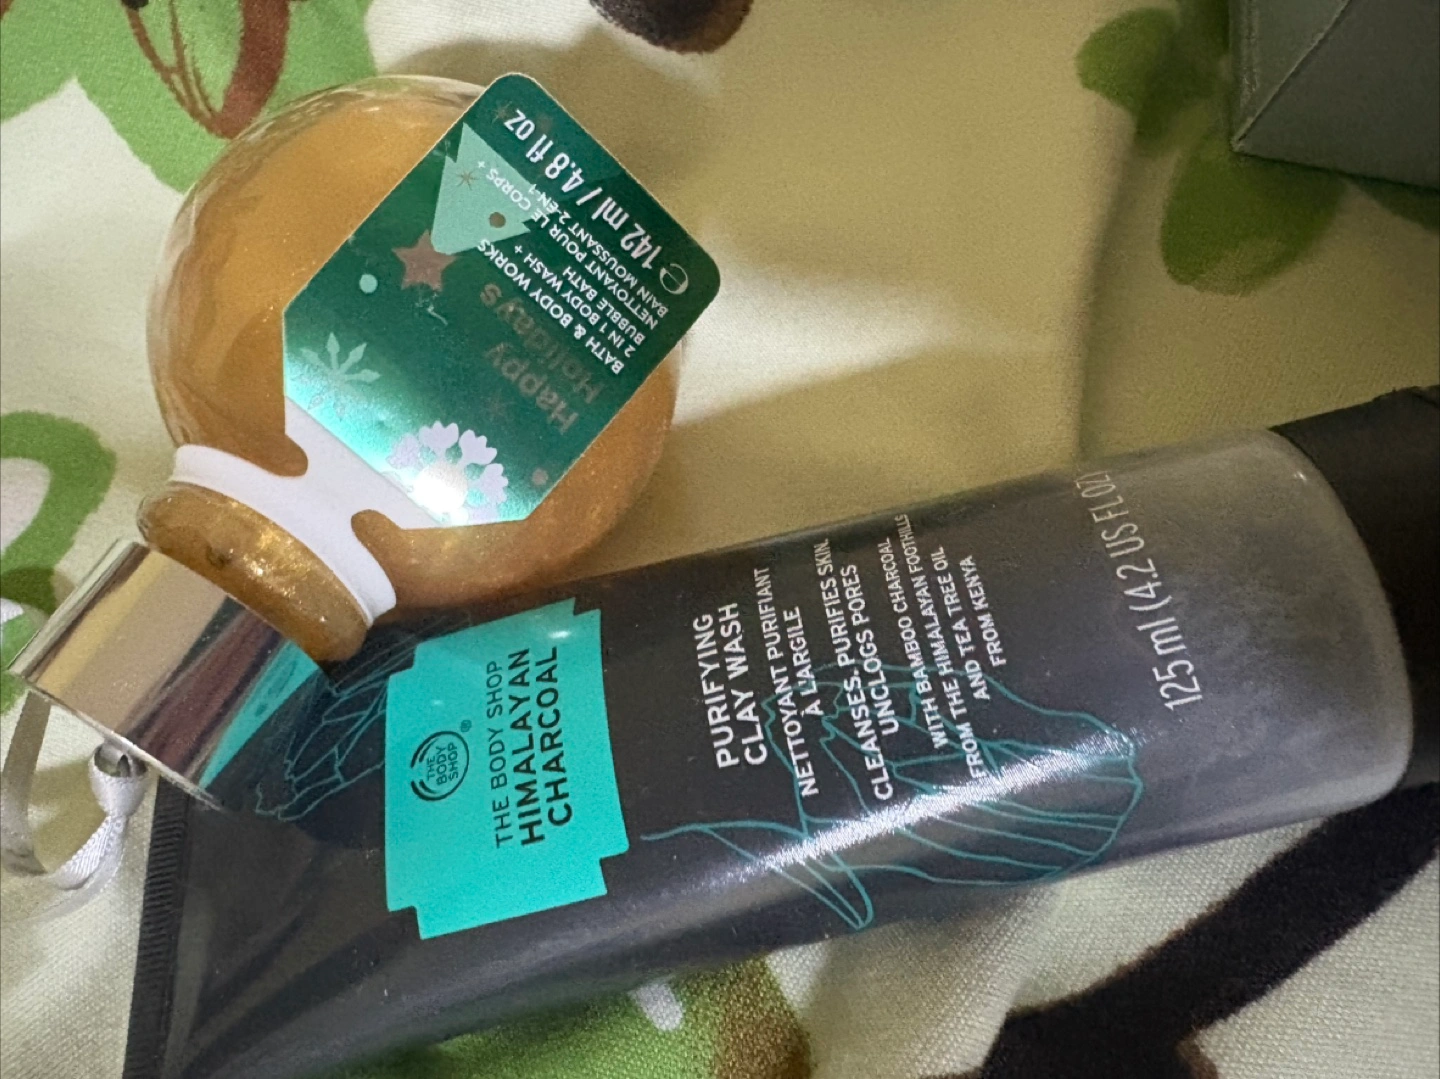 Happy
Holidays
BATH & BODY WORKS
2 IN 1 BODY WASH +
BUBBLE BATH
NETTOYANT POUR LE CORPS +
BAIN MOUSSANT 2-EN-1
e 142 ml / 4.8 fl oz
THE
BODY
SHOP
®
THE BODY SHOP
HIMALAYAN
CHARCOAL
PURIFYING
CLAY WASH
NETTOYANT PURIFIANT
À L'ARGILE
CLEANSES, PURIFIES SKIN,
UNCLOGS PORES
WITH BAMBOO CHARCOAL
FROM THE HIMALAYAN FOOTHILLS
AND TEA TREE OIL
FROM KENYA
125 ml (4.2 US FL OZ)